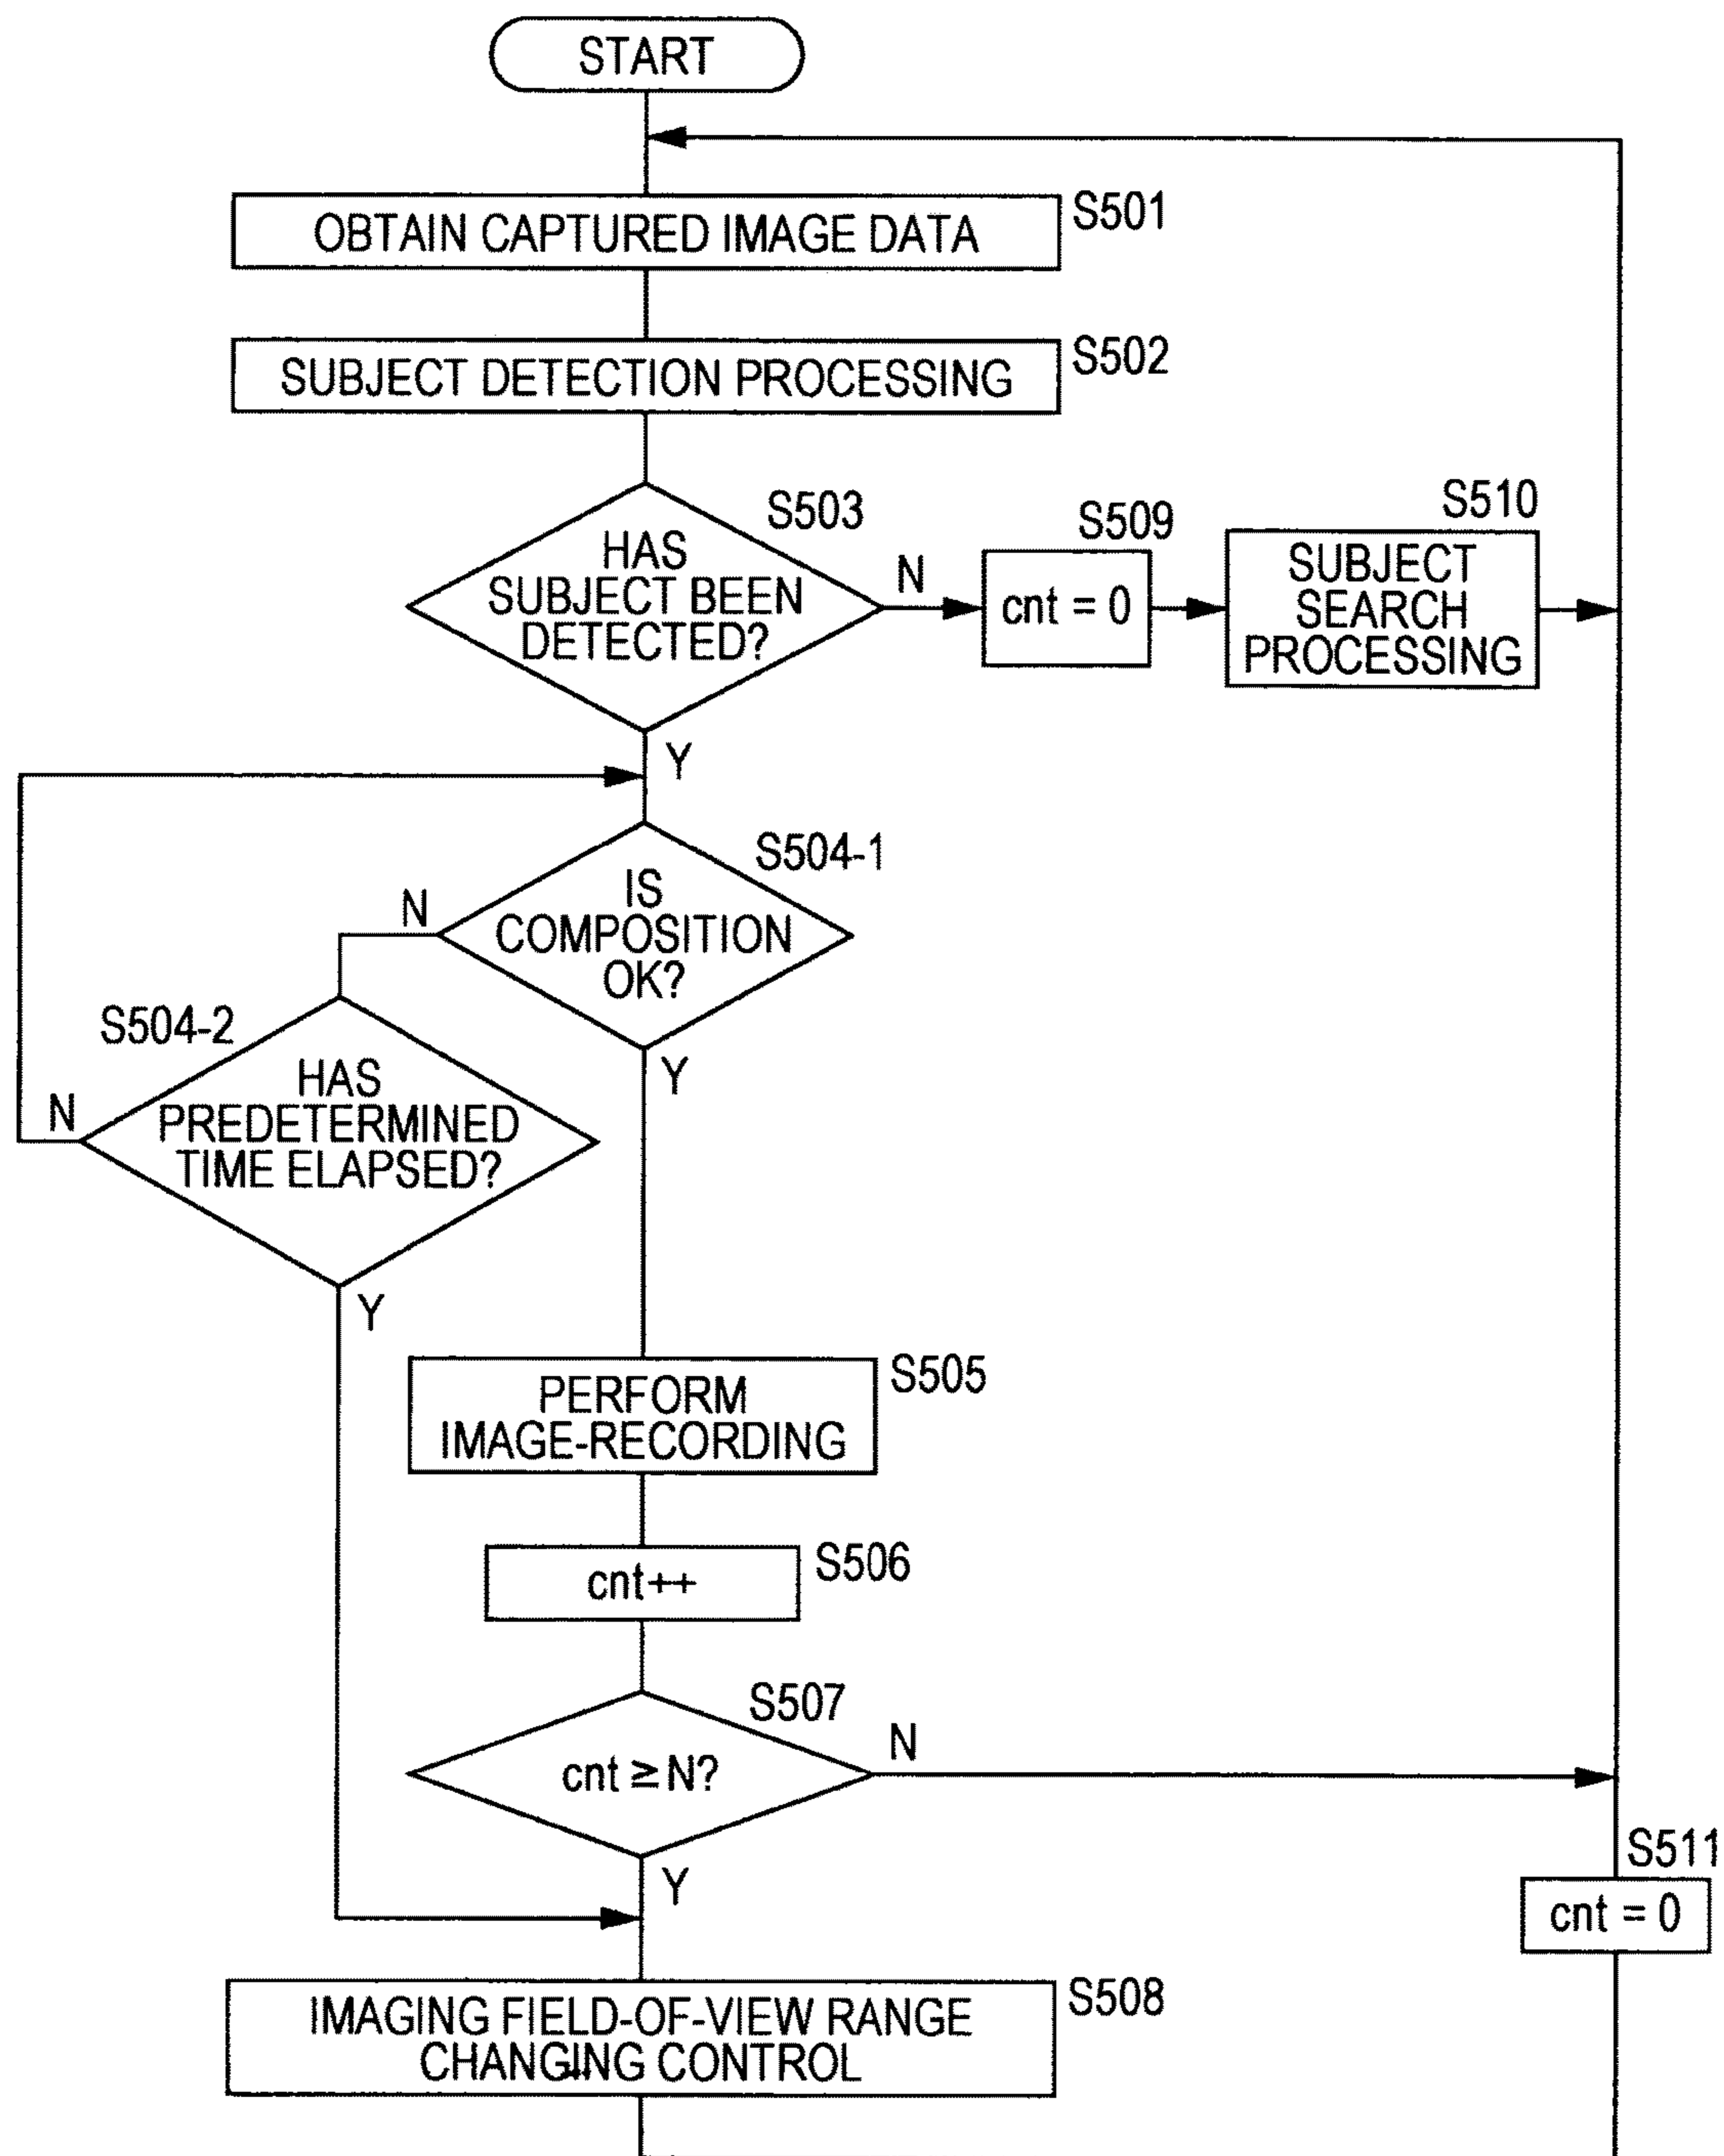 START
OBTAIN CAPTURED IMAGE DATA
S501
SUBJECT DETECTION PROCESSING
S502
HAS
SUBJECT BEEN
DETECTED?
S503
N
cnt = 0
S509
SUBJECT
SEARCH
PROCESSING
S510
Y
IS
COMPOSITION
OK?
S504-1
N
Y
S504-2
HAS
PREDETERMINED
TIME ELAPSED?
N
Y
PERFORM
IMAGE-RECORDING
S505
cnt++
S506
cnt ≥ N?
S507
N
Y
S511
cnt = 0
IMAGING FIELD-OF-VIEW RANGE
CHANGING CONTROL
S508